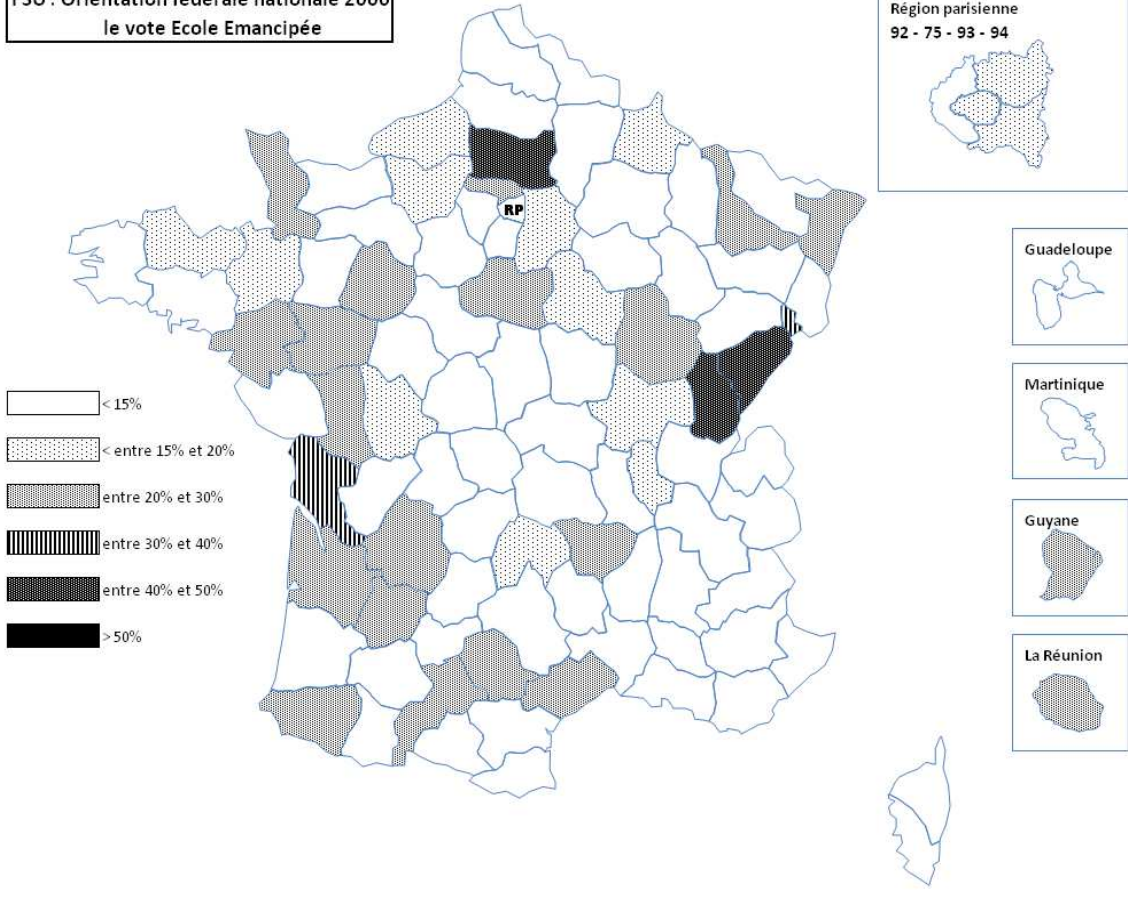 FSU : Orientation fédérale nationale 2006
le vote Ecole Emancipée
Région parisienne
92 - 75 - 93 - 94
RP
Guadeloupe
Martinique
Guyane
La Réunion
< 15%
< entre 15% et 20%
entre 20% et 30%
entre 30% et 40%
entre 40% et 50%
> 50%